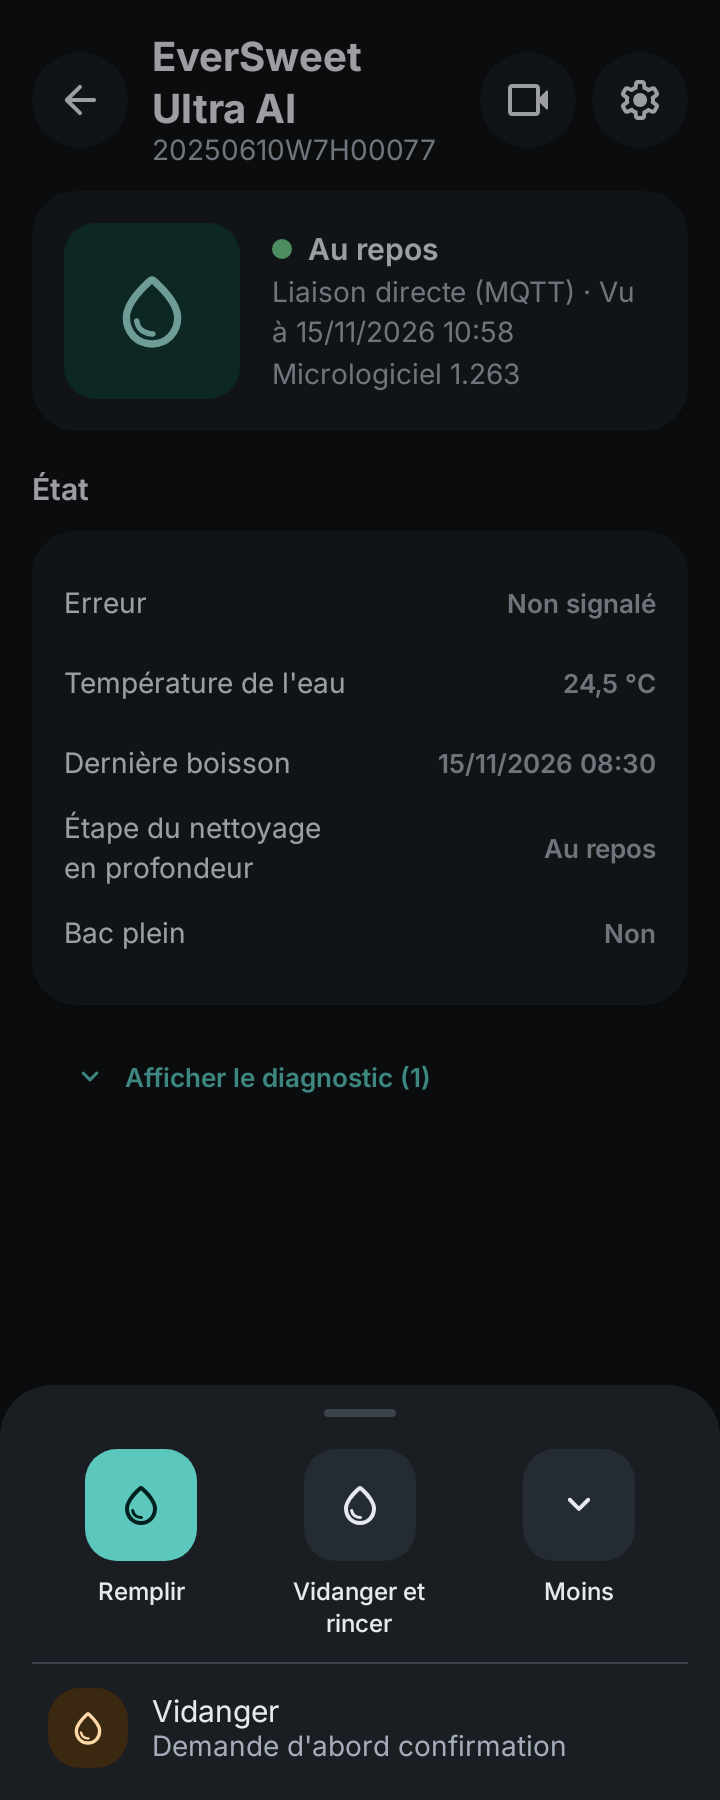 EverSweet
Ultra AI
20250610W7H00077
Au repos
Liaison directe (MQTT) · Vu
à 15/11/2026 10:58
Micrologiciel 1.263
État
Erreur
Non signalé
Température de l'eau
24,5 °C
Dernière boisson
15/11/2026 08:30
Étape du nettoyage
en profondeur
Au repos
Bac plein
Non
Afficher le diagnostic (1)
Remplir
Vidanger et
rincer
Moins
Vidanger
Demande d'abord confirmation